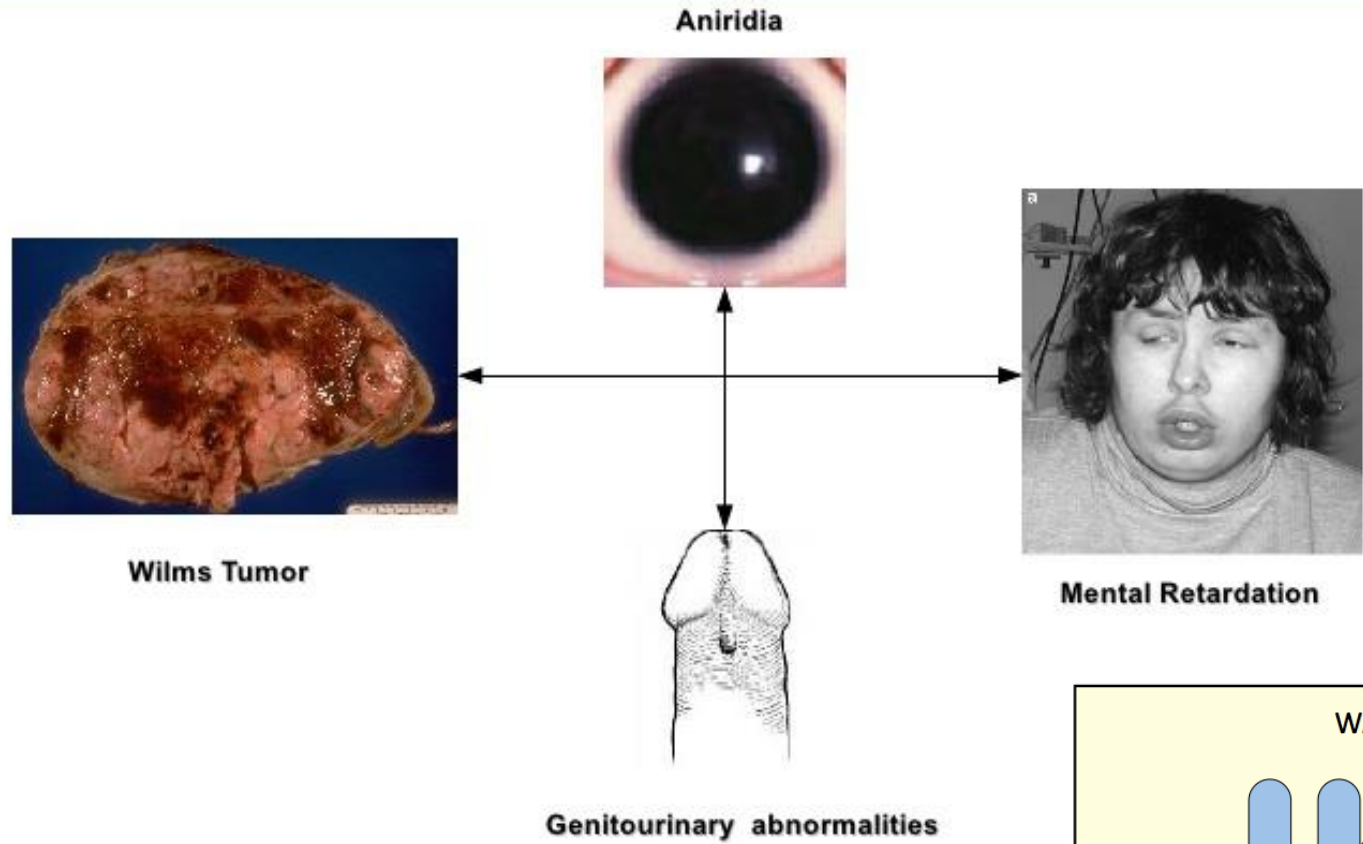 Aniridia
a
Wilms Tumor
Mental Retardation
Genitourinary abnormalities